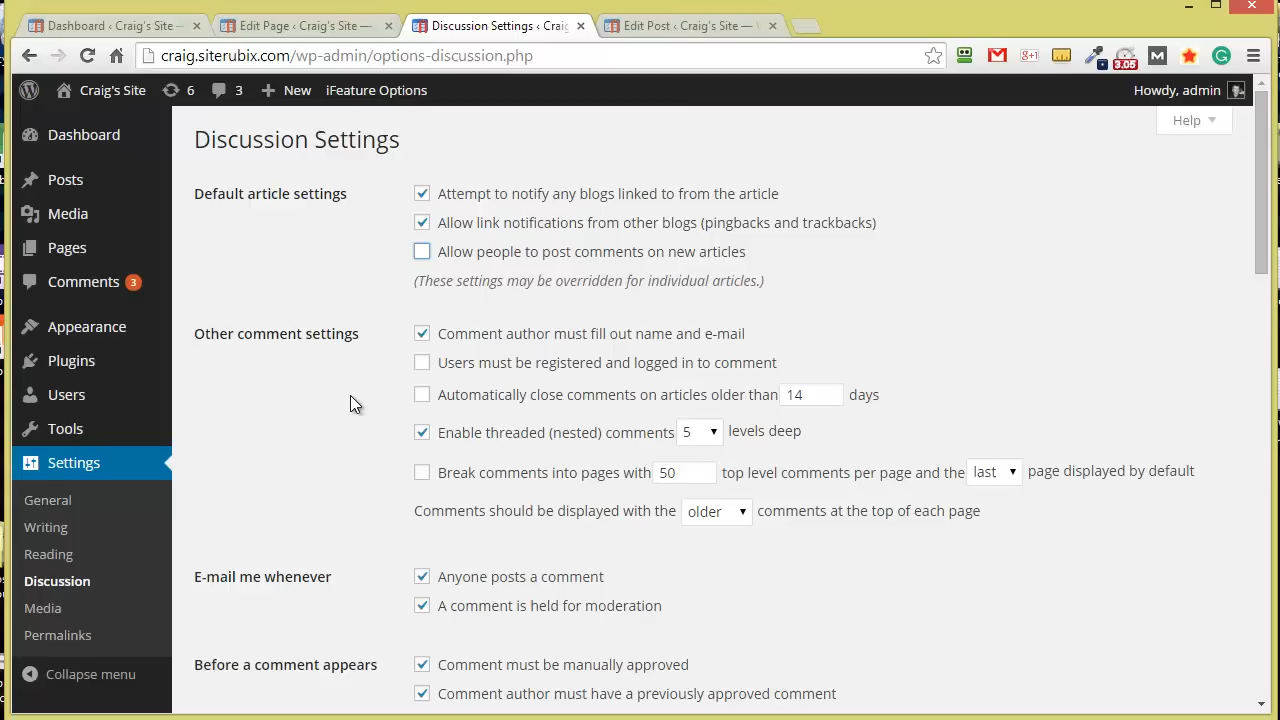 Dashboard ‹ Craig's Site —
Edit Page ‹ Craig's Site —
Discussion Settings ‹ Craig
Edit Post ‹ Craig's Site —
craig.siterubix.com/wp-admin/options-discussion.php
3.05
Craig's Site 6 3 New iFeature Options Howdy, admin
Help
Discussion Settings
Dashboard
Posts
Media
Pages
Comments 3
Appearance
Plugins
Users
Tools
Settings
General
Writing
Reading
Discussion
Media
Permalinks
Collapse menu
Default article settings
Attempt to notify any blogs linked to from the article
Allow link notifications from other blogs (pingbacks and trackbacks)
Allow people to post comments on new articles
(These settings may be overridden for individual articles.)
Other comment settings
Comment author must fill out name and e-mail
Users must be registered and logged in to comment
Automatically close comments on articles older than 14 days
Enable threaded (nested) comments 5 levels deep
Break comments into pages with 50 top level comments per page and the last page displayed by default
Comments should be displayed with the older comments at the top of each page
E-mail me whenever
Anyone posts a comment
A comment is held for moderation
Before a comment appears
Comment must be manually approved
Comment author must have a previously approved comment